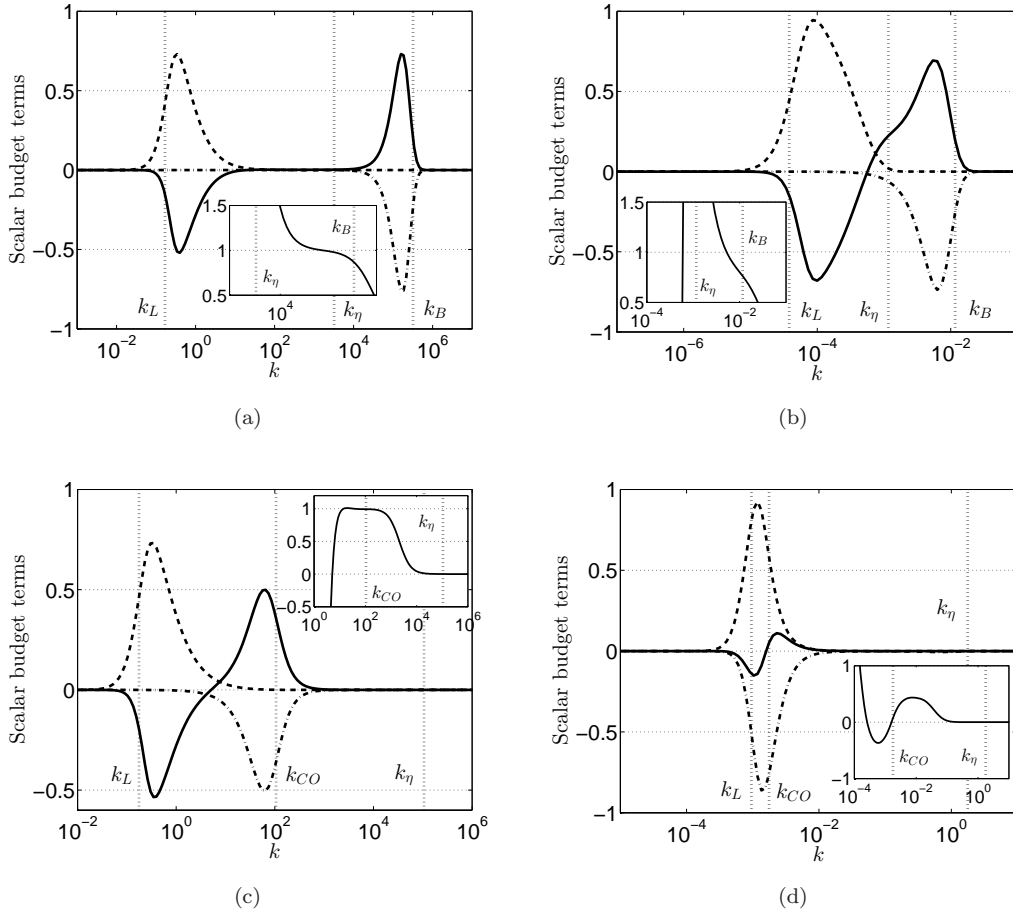 1
0.5
0
−0.5
−1
Scalar budget terms
10^−2 10^0 10^2 10^4 10^6
k
k_L
k_η
k_B
1.5
1
0.5
10^4
k_η
k_B
(a)
1
0.5
0
−0.5
−1
Scalar budget terms
10^−6 10^−4 10^−2
k
k_L
k_η
k_B
1.5
1
0.5
10^−4 10^−2
k_η
k_B
(b)
1
0.5
0
−0.5
Scalar budget terms
10^−2 10^0 10^2 10^4 10^6
k
k_L
k_CO
k_η
1
0.5
0
−0.5
10^0 10^2 10^4 10^6
k_CO
k_η
(c)
1
0.5
0
−0.5
−1
Scalar budget terms
10^−4 10^−2 10^0
k
k_L
k_CO
k_η
1
0
−1
10^−4 10^−2 10^0
k_CO
k_η
(d)